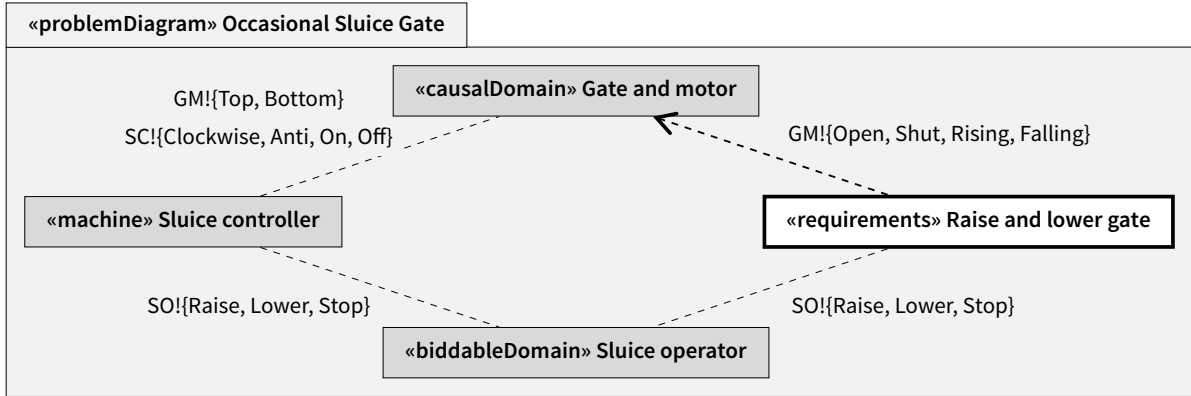 «problemDiagram» Occasional Sluice Gate
«causalDomain» Gate and motor
GM!{Top, Bottom}
SC!{Clockwise, Anti, On, Off}
GM!{Open, Shut, Rising, Falling}
«machine» Sluice controller
«requirements» Raise and lower gate
SO!{Raise, Lower, Stop}
SO!{Raise, Lower, Stop}
«biddableDomain» Sluice operator